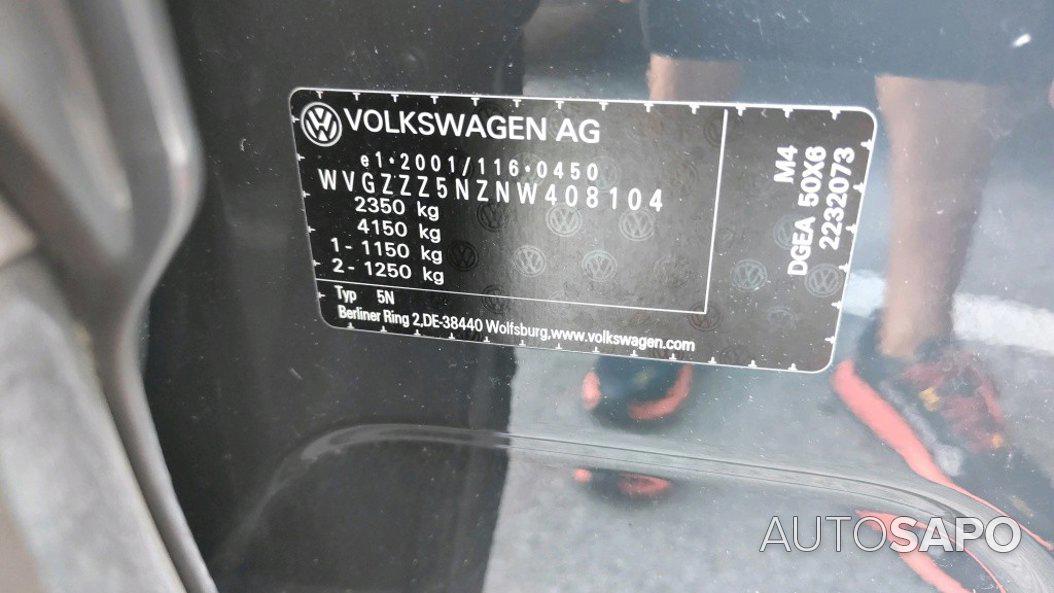 VOLKSWAGEN AG
e1*2001/116*0450
WVGZZZ5NZNW408104
2350 kg
4150 kg
1- 1150 kg
2- 1250 kg
Typ 5N
Berliner Ring 2,DE-38440 Wolfsburg,www.volkswagen.com
M4
DGEA 50X6
2232073
AUTOSAPO